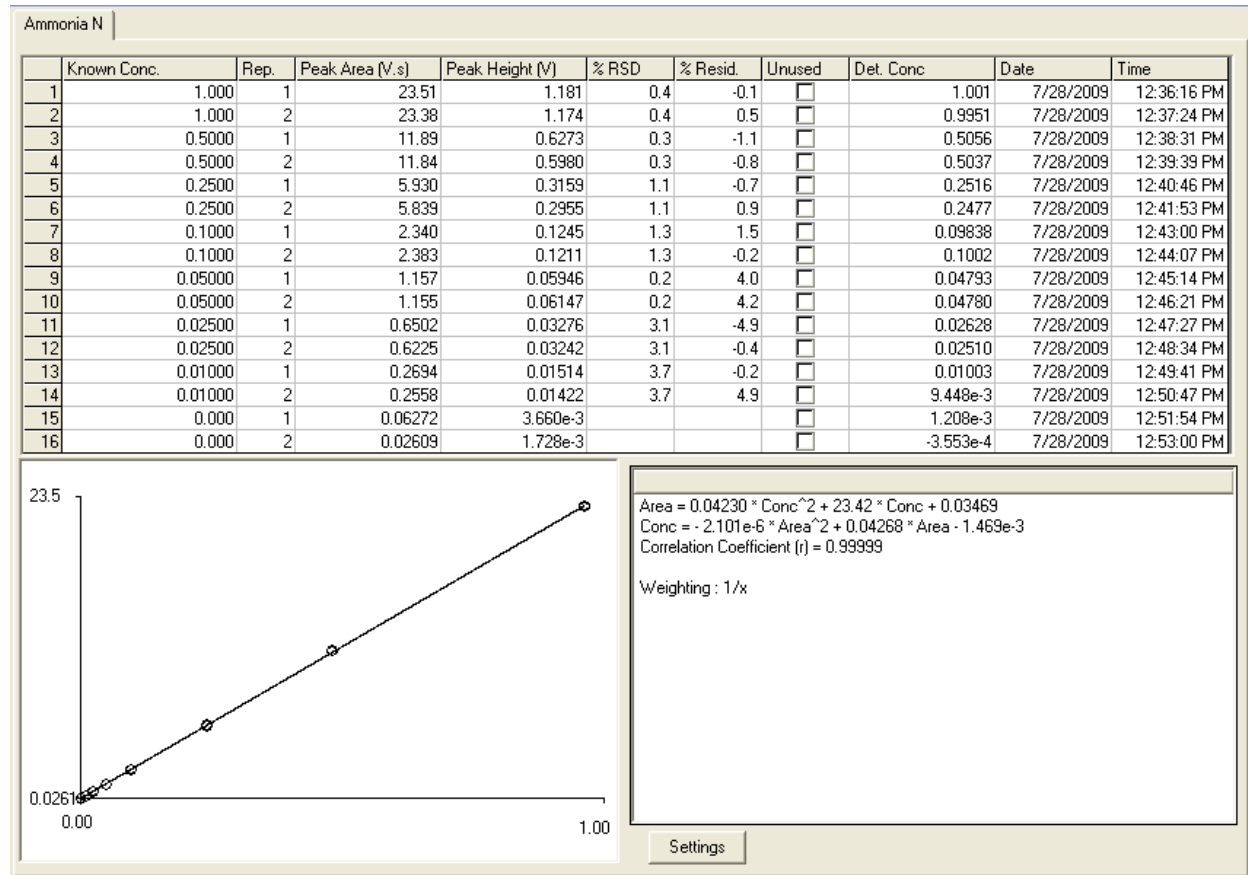 Ammonia N
Known Conc. Rep. Peak Area (V.s) Peak Height (V) % RSD % Resid. Unused Det. Conc Date Time
1 1.000 1 23.51 1.181 0.4 -0.1 1.001 7/28/2009 12:36:16 PM
2 1.000 2 23.38 1.174 0.4 0.5 0.9951 7/28/2009 12:37:24 PM
3 0.5000 1 11.89 0.6273 0.3 -1.1 0.5056 7/28/2009 12:38:31 PM
4 0.5000 2 11.84 0.5980 0.3 -0.8 0.5037 7/28/2009 12:39:39 PM
5 0.2500 1 5.930 0.3159 1.1 -0.7 0.2516 7/28/2009 12:40:46 PM
6 0.2500 2 5.839 0.2955 1.1 0.9 0.2477 7/28/2009 12:41:53 PM
7 0.1000 1 2.340 0.1245 1.3 1.5 0.09838 7/28/2009 12:43:00 PM
8 0.1000 2 2.383 0.1211 1.3 -0.2 0.1002 7/28/2009 12:44:07 PM
9 0.05000 1 1.157 0.05946 0.2 4.0 0.04793 7/28/2009 12:45:14 PM
10 0.05000 2 1.155 0.06147 0.2 4.2 0.04780 7/28/2009 12:46:21 PM
11 0.02500 1 0.6502 0.03276 3.1 -4.9 0.02628 7/28/2009 12:47:27 PM
12 0.02500 2 0.6225 0.03242 3.1 -0.4 0.02510 7/28/2009 12:48:34 PM
13 0.01000 1 0.2694 0.01514 3.7 -0.2 0.01003 7/28/2009 12:49:41 PM
14 0.01000 2 0.2558 0.01422 3.7 4.9 9.448e-3 7/28/2009 12:50:47 PM
15 0.000 1 0.06272 3.660e-3 1.208e-3 7/28/2009 12:51:54 PM
16 0.000 2 0.02609 1.728e-3 -3.553e-4 7/28/2009 12:53:00 PM
23.5
0.0261
0.00 1.00
Area = 0.04230 * Conc^2 + 23.42 * Conc + 0.03469
Conc = - 2.101e-6 * Area^2 + 0.04268 * Area - 1.469e-3
Correlation Coefficient (r) = 0.99999
Weighting : 1/x
Settings